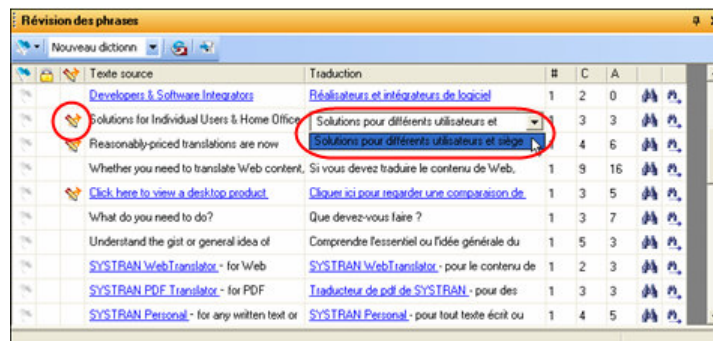 Révision des phrases
Nouveau dictionn
Texte source Traduction # C A
Developers & Software Integrators Réalisateurs et intégrateurs de logiciel 1 2 0
Solutions for Individual Users & Home Office Solutions pour différents utilisateurs et 1 3 3
Reasonably-priced translations are now Solutions pour différents utilisateurs et siège 1 4 6
Whether you need to translate Web content, Si vous devez traduire le contenu de Web, 1 9 16
Click here to view a desktop product Cliquer ici pour regarder une comparaison de 1 3 5
What do you need to do? Que devez-vous faire ? 1 3 7
Understand the gist or general idea of Comprendre l'essentiel ou l'idée générale du 1 5 3
SYSTRAN WebTranslator - for Web SYSTRAN WebTranslator - pour le contenu de 1 2 3
SYSTRAN PDF Translator - for PDF Traducteur de pdf de SYSTRAN - pour des 1 3 3
SYSTRAN Personal - for any written text or SYSTRAN Personal - pour tout texte écrit ou 1 4 5